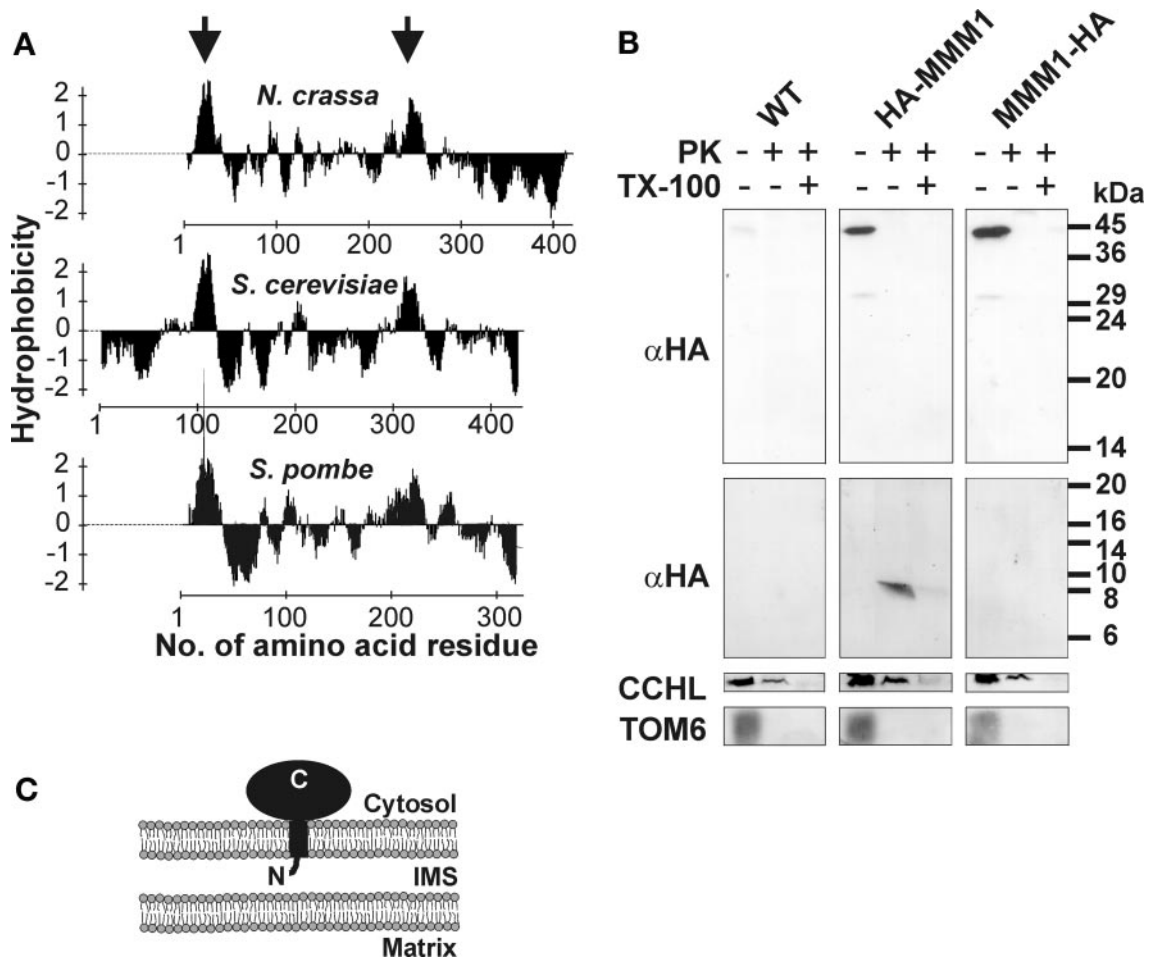 A
Hydrophobicity
N. crassa
2
1
0
-1
-2
1 100 200 300 400
S. cerevisiae
2
1
0
-1
-2
1 100 200 300 400
S. pombe
2
1
0
-1
-2
1 100 200 300
No. of amino acid residue
B
WT HA-MMM1 MMM1-HA
PK - + + - + + - + +
TX-100 - - + - - + - - +
kDa
αHA
45
36
29
24
20
14
αHA
20
16
14
10
8
6
CCHL
TOM6
C
C
Cytosol
N
IMS
Matrix